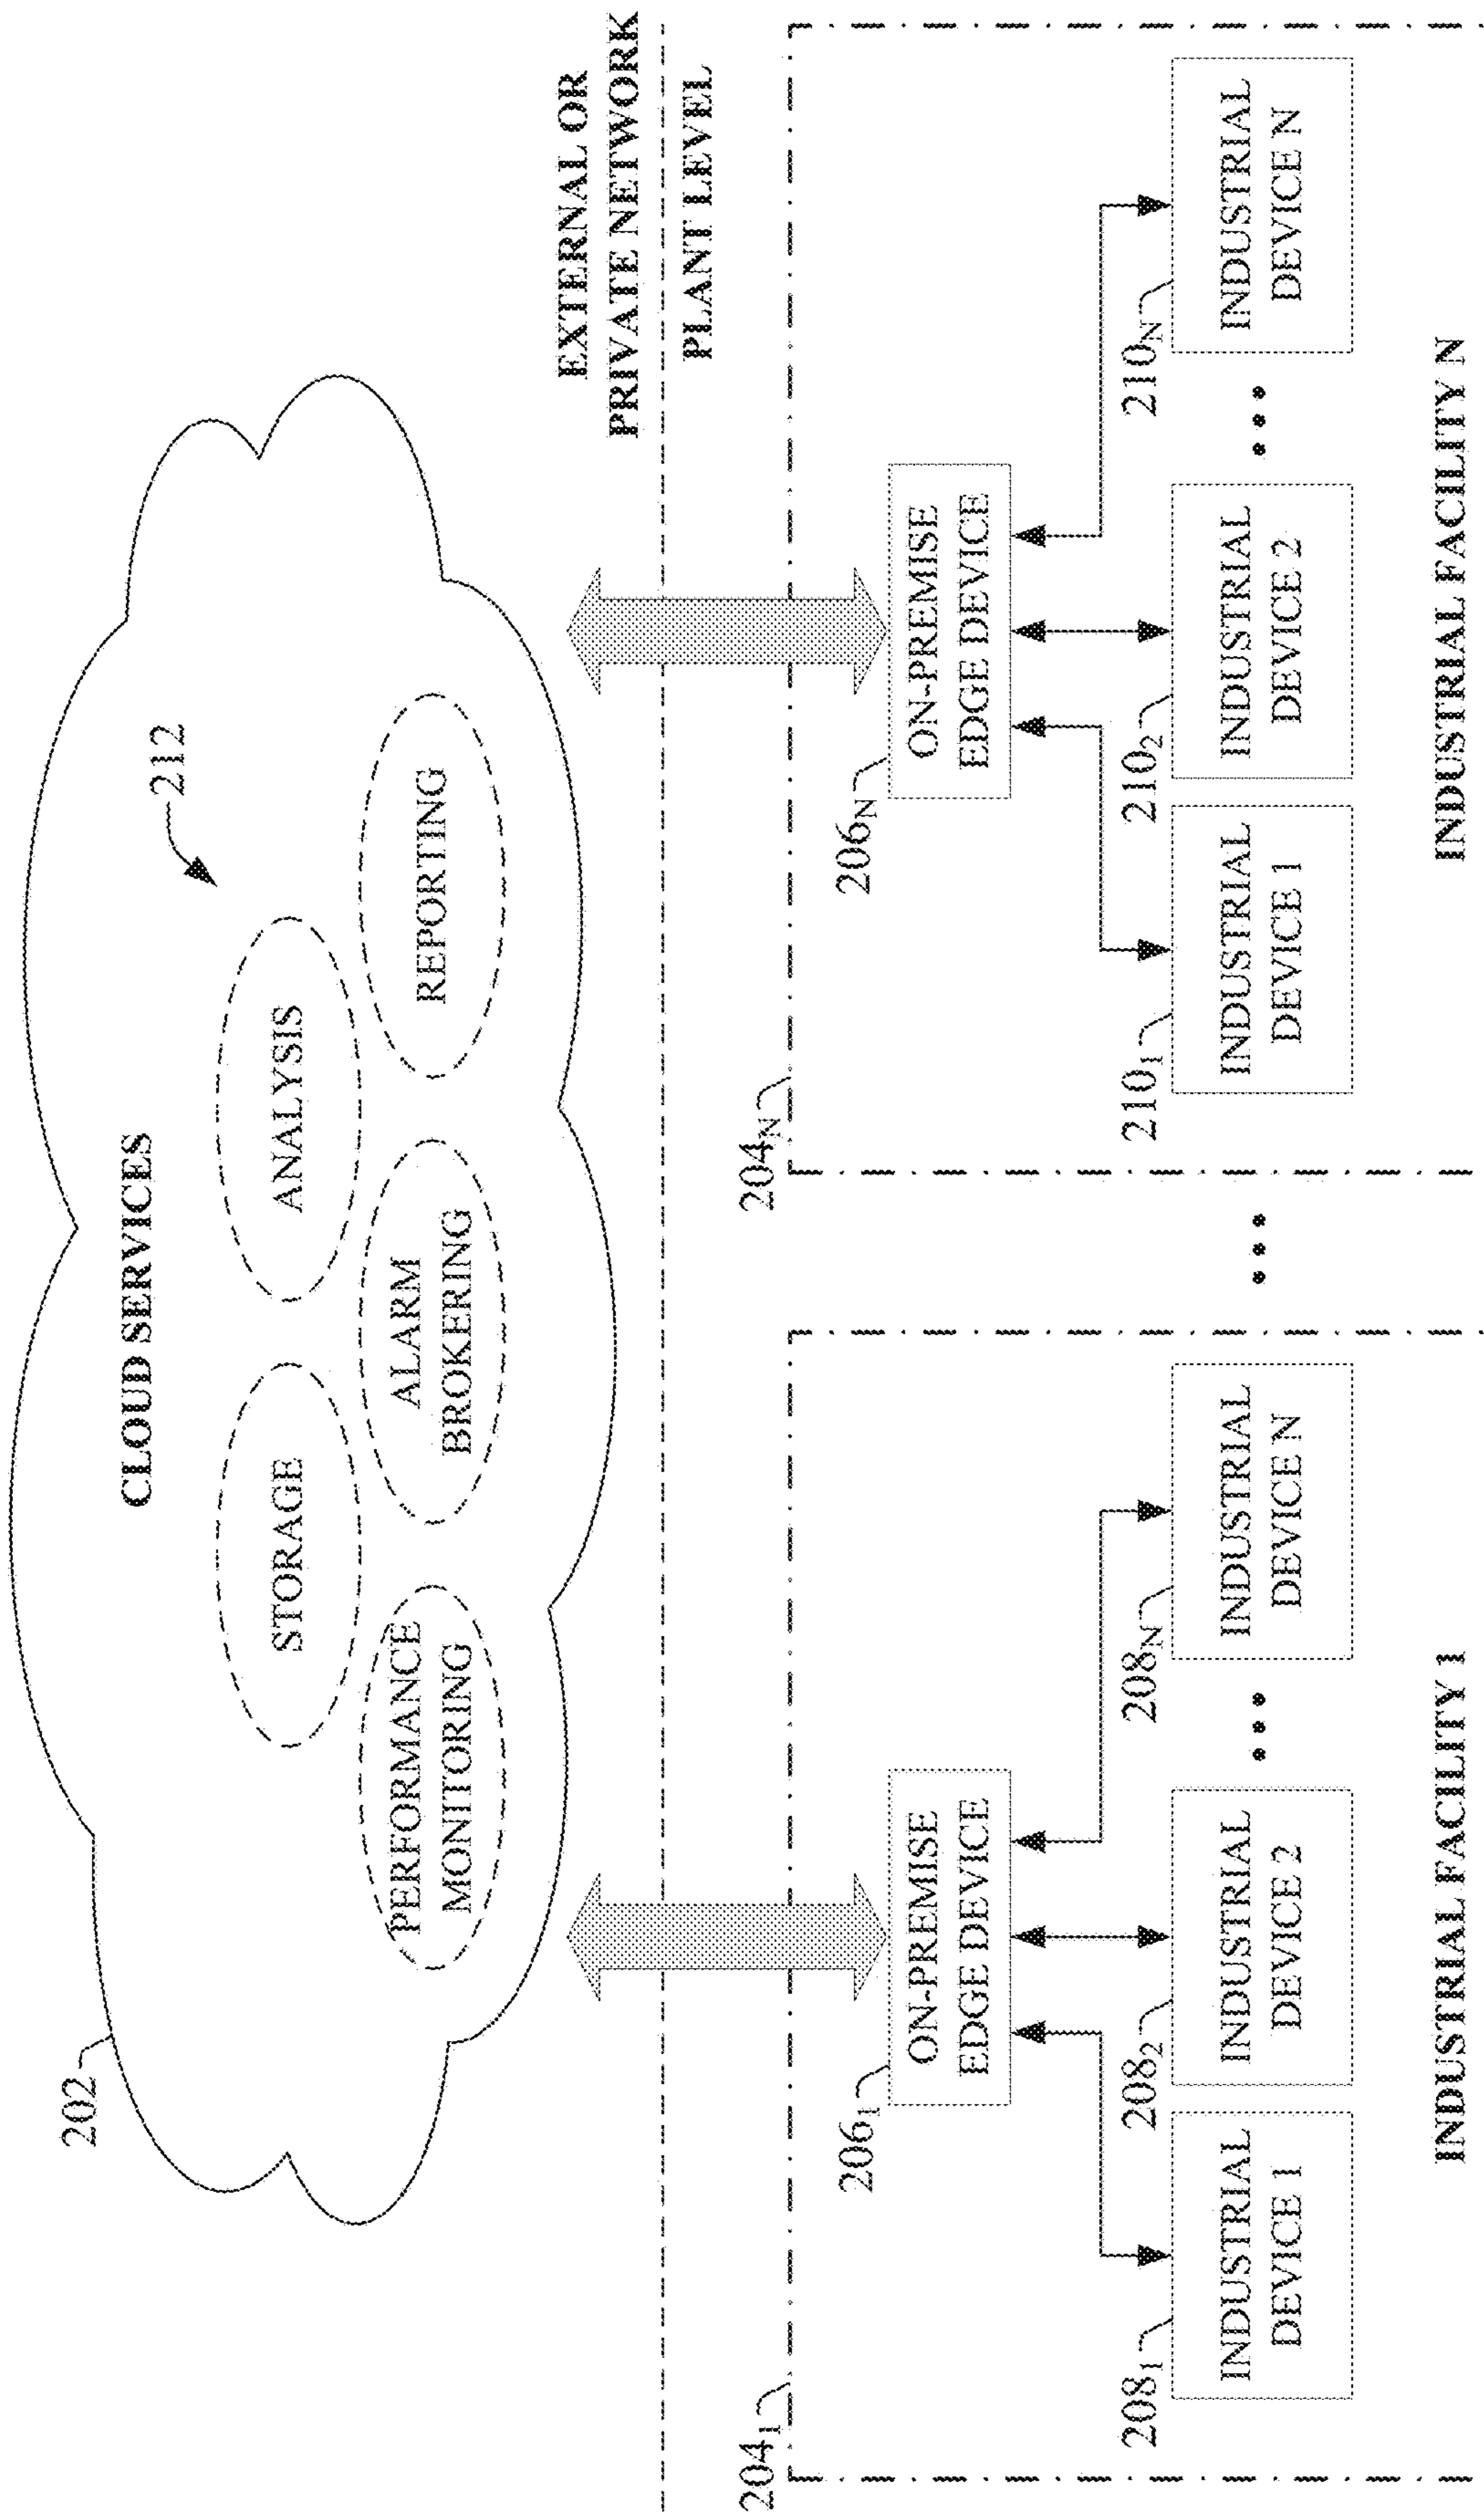 202
CLOUD SERVICES
212
STORAGE
ANALYSIS
PERFORMANCE
MONITORING
ALARM
BROKERING
REPORTING
EXTERNAL OR
PRIVATE NETWORK
PLANT LEVEL
204₁
206₁
ON-PREMISE
EDGE DEVICE
208₁
208₂
208N
INDUSTRIAL
DEVICE 1
INDUSTRIAL
DEVICE 2
•••
INDUSTRIAL
DEVICE N
INDUSTRIAL FACILITY 1
•••
204N
206N
ON-PREMISE
EDGE DEVICE
210₁
210₂
210N
INDUSTRIAL
DEVICE 1
INDUSTRIAL
DEVICE 2
•••
INDUSTRIAL
DEVICE N
INDUSTRIAL FACILITY N